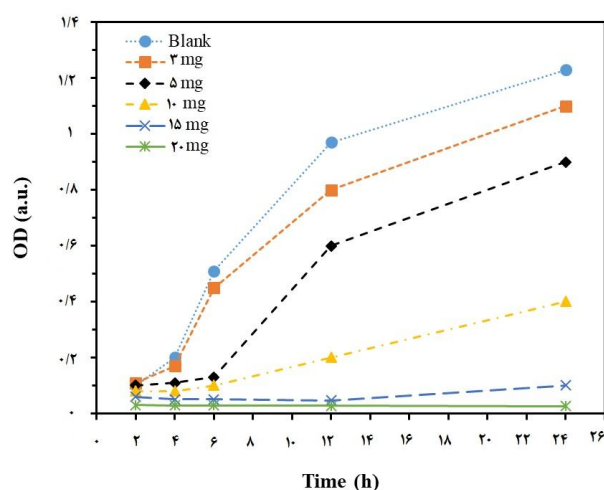 ۱/۴
۱/۲
۱
۰/۸
۰/۶
۰/۴
۰/۲
۰
OD (a.u.)
Blank
۳ mg
۵ mg
۱۰ mg
۱۵ mg
۲۰ mg
۰ ۲ ۴ ۶ ۸ ۱۰ ۱۲ ۱۴ ۱۶ ۱۸ ۲۰ ۲۲ ۲۴ ۲۶
Time (h)